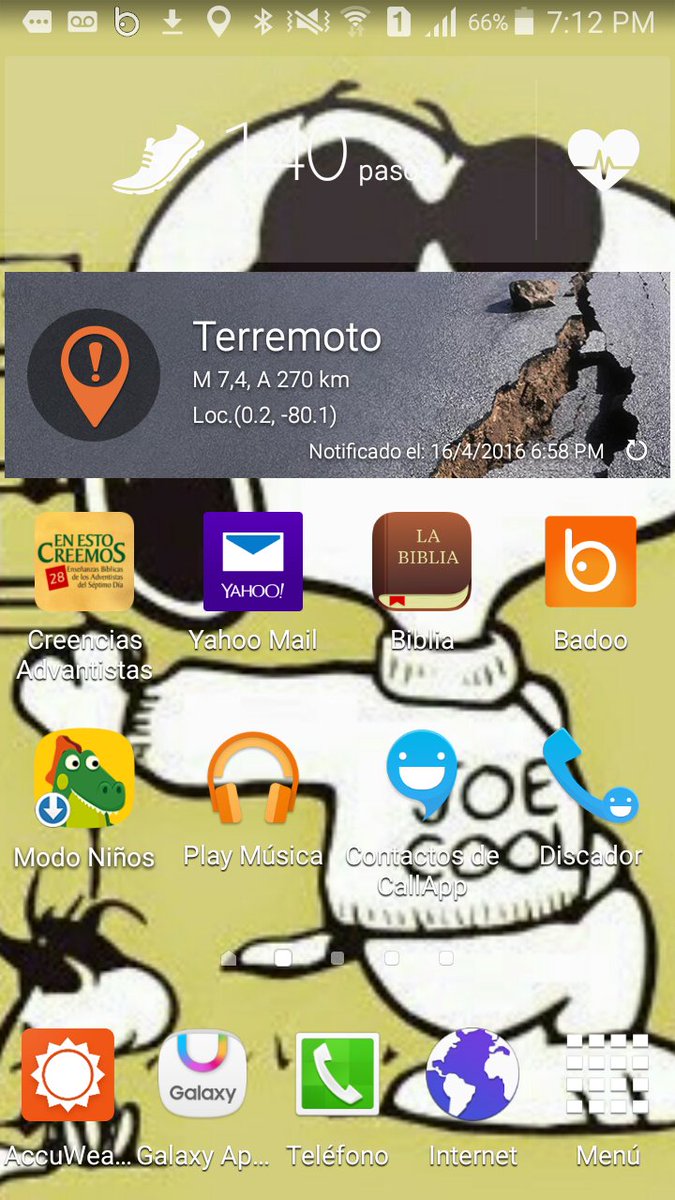 1 66% 7:12 PM
140 pasos
Terremoto
M 7,4, A 270 km
Loc.(0.2, -80.1)
Notificado el: 16/4/2016 6:58 PM
EN ESTO
CREEMOS
28 Enseñanzas Bíblicas
de los Adventistas
del Séptimo Día
YAHOO!
LA
BIBLIA
Creencias
Advantistas
Yahoo Mail
Biblia
Badoo
JOE
COOL
Modo Niños
Play Música
Contactos de
CallApp
Discador
Galaxy
AccuWea...
Galaxy Ap...
Teléfono
Internet
Menú